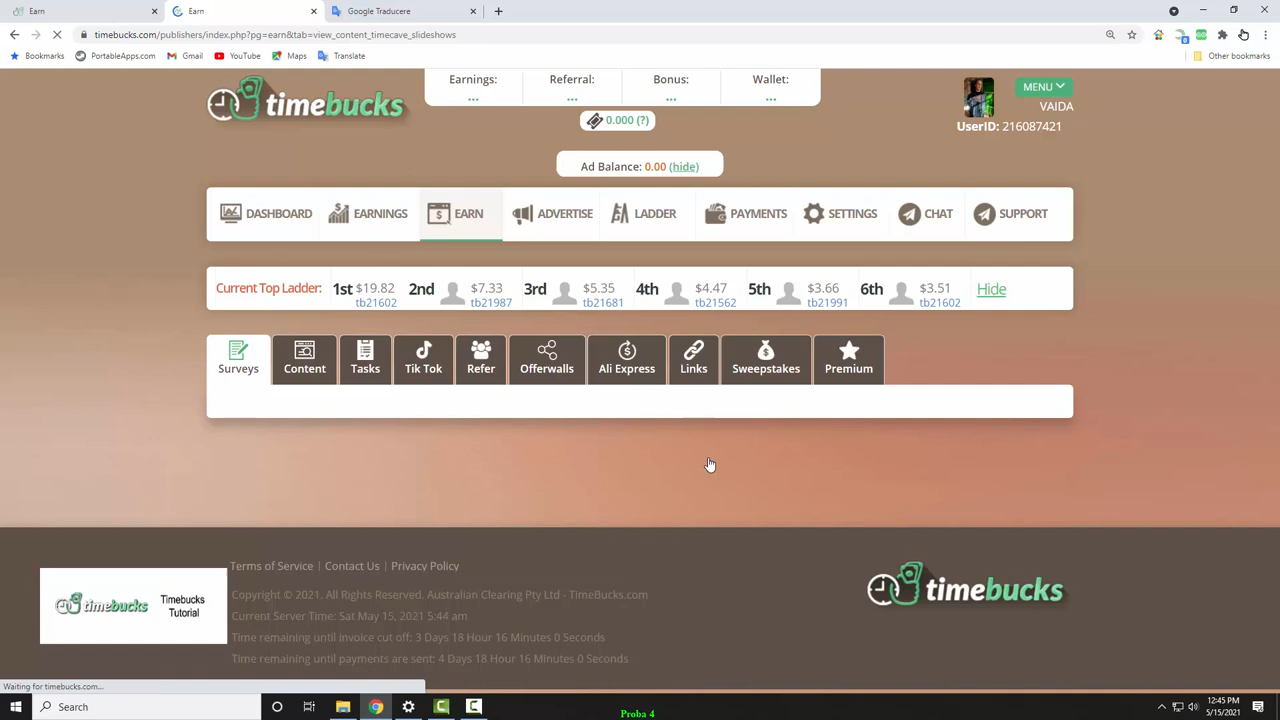 Earn
Earn
Google Traducere
timebucks.com/publishers/index.php?pg=earn&tab=view_content_timecave_slideshows
Bookmarks PortableApps.com Gmail YouTube Maps Translate Other bookmarks
timebucks
Earnings: Referral: Bonus: Wallet:
... ... ... ...
0.000 (?)
MENU
VAIDA
UserID: 216087421
Ad Balance: 0.00 (hide)
DASHBOARD EARNINGS EARN ADVERTISE LADDER PAYMENTS SETTINGS CHAT SUPPORT
Current Top Ladder: 1st $19.82 2nd $7.33 3rd $5.35 4th $4.47 5th $3.66 6th $3.51 Hide
tb21602 tb21987 tb21681 tb21562 tb21991 tb21602
Surveys Content Tasks Tik Tok Refer Offerwalls Ali Express Links Sweepstakes Premium
Terms of Service | Contact Us | Privacy Policy
timebucks Timebucks Tutorial
Copyright © 2021. All Rights Reserved. Australian Clearing Pty Ltd - TimeBucks.com
Current Server Time: Sat May 15, 2021 5:44 am
Time remaining until invoice cut off: 3 Days 18 Hour 16 Minutes 0 Seconds
Time remaining until payments are sent: 4 Days 18 Hour 16 Minutes 0 Seconds
timebucks
Waiting for timebucks.com...
Search
Proba 4
12:45 PM
5/15/2021